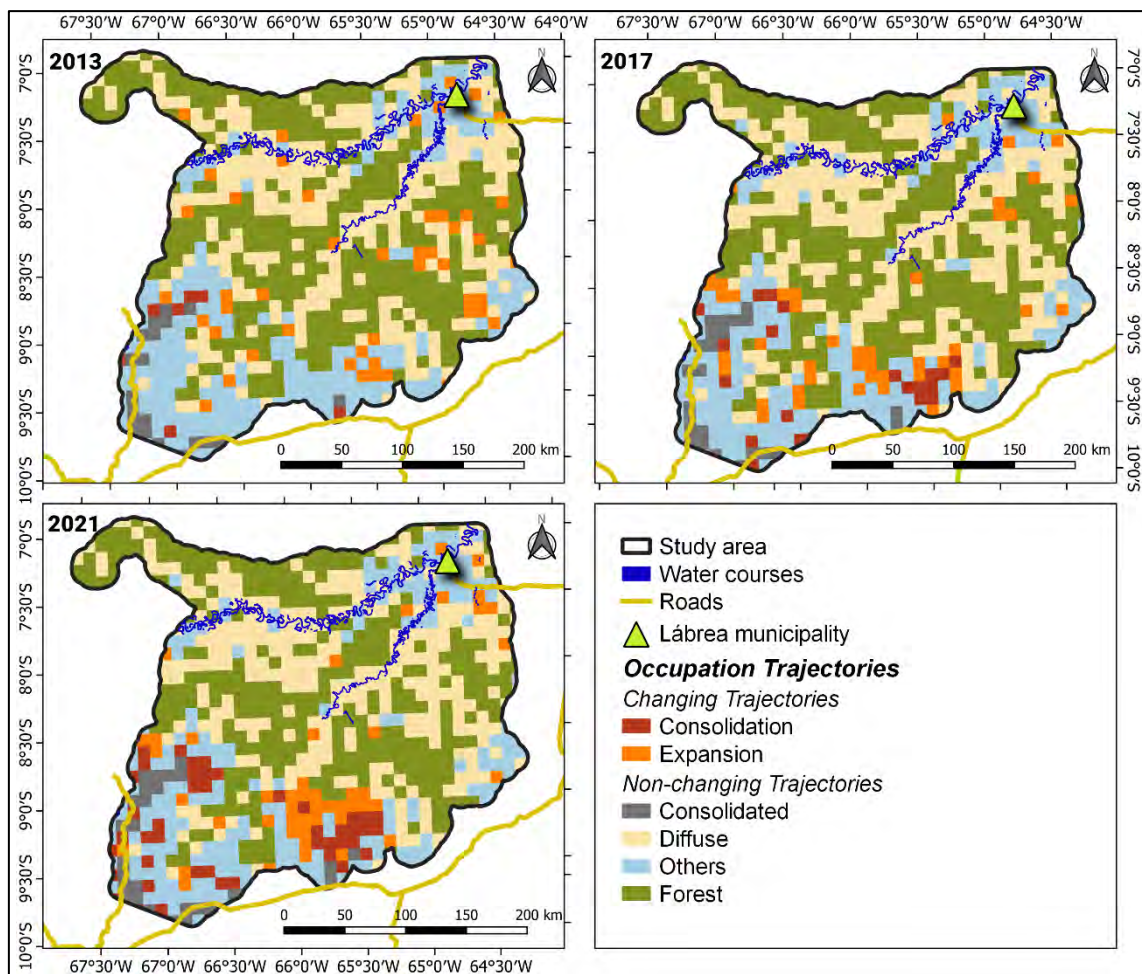 67°30'W 67°0'W 66°30'W 66°0'W 65°30'W 65°0'W 64°30'W 64°0'W
67°30'W 67°0'W 66°30'W 66°0'W 65°30'W 65°0'W 64°30'W
2013
N
7°0'S
7°30'S
8°0'S
8°30'S
9°0'S
9°30'S
10°0'S
0 50 100 150 200 km
2017
N
7°0'S
7°30'S
8°0'S
8°30'S
9°0'S
9°30'S
10°0'S
0 50 100 150 200 km
2021
N
7°0'S
7°30'S
8°0'S
8°30'S
9°0'S
9°30'S
10°0'S
0 50 100 150 200 km
67°30'W 67°0'W 66°30'W 66°0'W 65°30'W 65°0'W 64°30'W
Study area
Water courses
Roads
Lábrea municipality
Occupation Trajectories
Changing Trajectories
Consolidation
Expansion
Non-changing Trajectories
Consolidated
Diffuse
Others
Forest